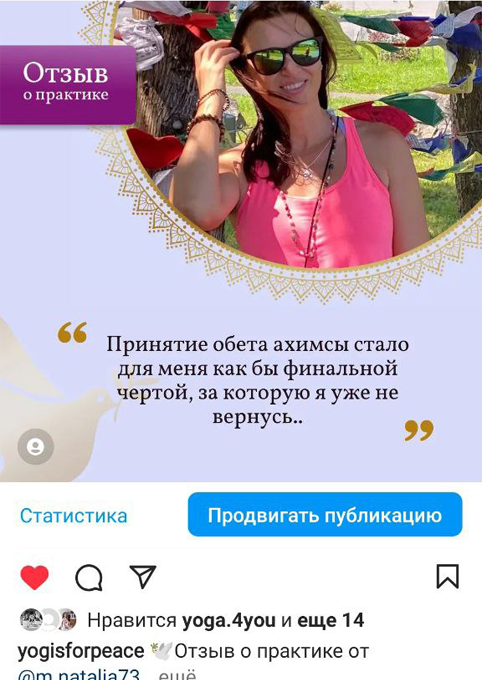 Отзыв
о практике
“
Принятие обета ахимсы стало
для меня как бы финальной
чертой, за которую я уже не
вернусь..
”
Статистика
Продвигать публикацию
Нравится yoga.4you и еще 14
yogisforpeace 🕊Отзыв о практике от
@m.natalia73... ещё